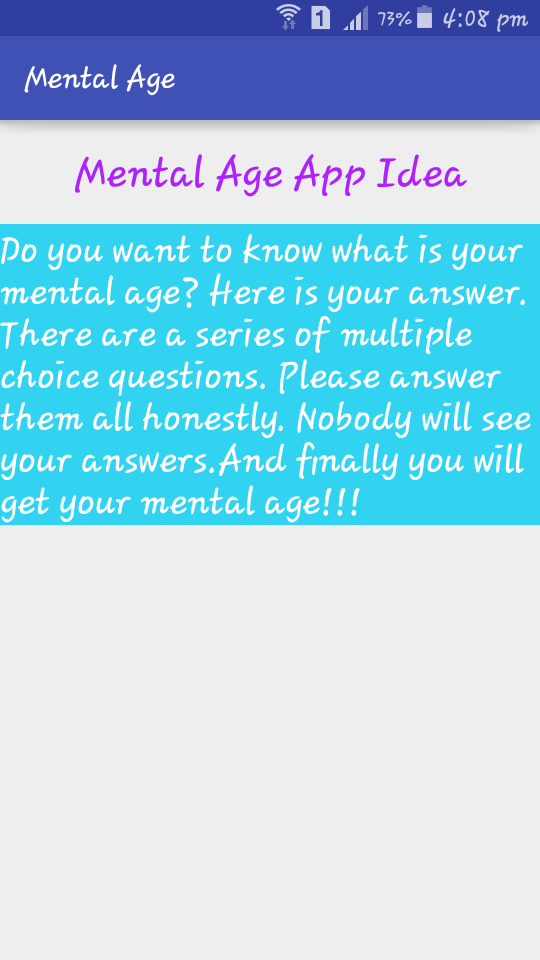 1 73% 4:08 pm
Mental Age
Mental Age App Idea
Do you want to know what is your
mental age? Here is your answer.
There are a series of multiple
choice questions. Please answer
them all honestly. Nobody will see
your answers.And finally you will
get your mental age!!!